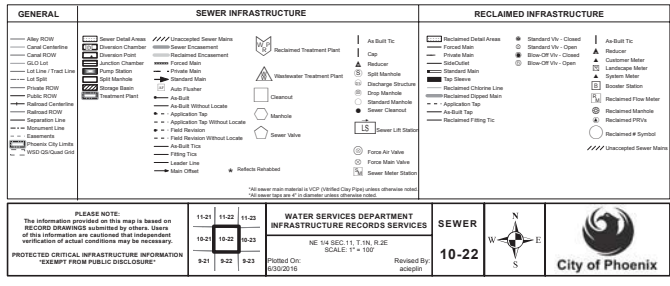 GENERAL
Alley ROW
Canal Centerline
Canal ROW
GLO Lot
Lot Line / Tract Line
Lot Split
Private ROW
Public ROW
Railroad Centerline
Railroad ROW
Separation Line
Monument Line
Easements
Phoenix City Limits
WSD QS/Quad Grid
SEWER INFRASTRUCTURE
Sewer Detail Areas
Diversion Chamber
Diversion Point
Junction Chamber
Pump Station
Split Manhole
Storage Basin
Treatment Plant
Unaccepted Sewer Mains
Sewer Encasement
Reclaimed Encasement
Forced Main
Private Main
Standard Main
Auto Flusher
As-Built
As-Built Without Locate
Application Tap
Application Tap Without Locate
Field Revision
Field Revision Without Locate
As-Built Tics
Fitting Tics
Leader Line
Main Offset
Reclaimed Treatment Plant
Wastewater Treatment Plant
Cleanout
Manhole
Sewer Valve
Reflects Rehabbed
As Built Tic
Cap
Reducer
Split Manhole
Discharge Structure
Drop Manhole
Standard Manhole
Sewer Cleanout
LS Sewer Lift Station
Force Air Valve
Force Main Valve
Sewer Meter Station
*All sewer main material is VCP (Vitrified Clay Pipe) unless otherwise noted.
*All sewer taps are 4" in diameter unless otherwise noted.
RECLAIMED INFRASTRUCTURE
Reclaimed Detail Areas
Forced Main
Private Main
SideOutlet
Standard Main
Tap Sleeve
Reclaimed Chlorine Line
Reclaimed Dipped Main
Application Tap
As-Built Tap
Reclaimed Fitting Tic
Standard Vlv - Closed
Standard Vlv - Open
Blow-Off Vlv - Closed
Blow-Off Vlv - Open
As-Built Tic
Reducer
Customer Meter
Landscape Meter
System Meter
B Booster Station
Reclaimed Flow Meter
Reclaimed Manhole
Reclaimed PRVs
Reclaimed # Symbol
Unaccepted Sewer Mains
PLEASE NOTE:
The information provided on this map is based on
RECORD DRAWINGS submitted by others. Users
of this information are cautioned that independent
verification of actual conditions may be necessary.
PROTECTED CRITICAL INFRASTRUCTURE INFORMATION
*EXEMPT FROM PUBLIC DISCLOSURE*
11-21 11-22 11-23
10-21 10-22 10-23
9-21 9-22 9-23
WATER SERVICES DEPARTMENT
INFRASTRUCTURE RECORDS SERVICES
NE 1/4 SEC.11, T.1N, R.2E
SCALE: 1" = 100'
Plotted On: Revised By:
6/30/2016 acieplin
SEWER
10-22
N
W E
S
City of Phoenix